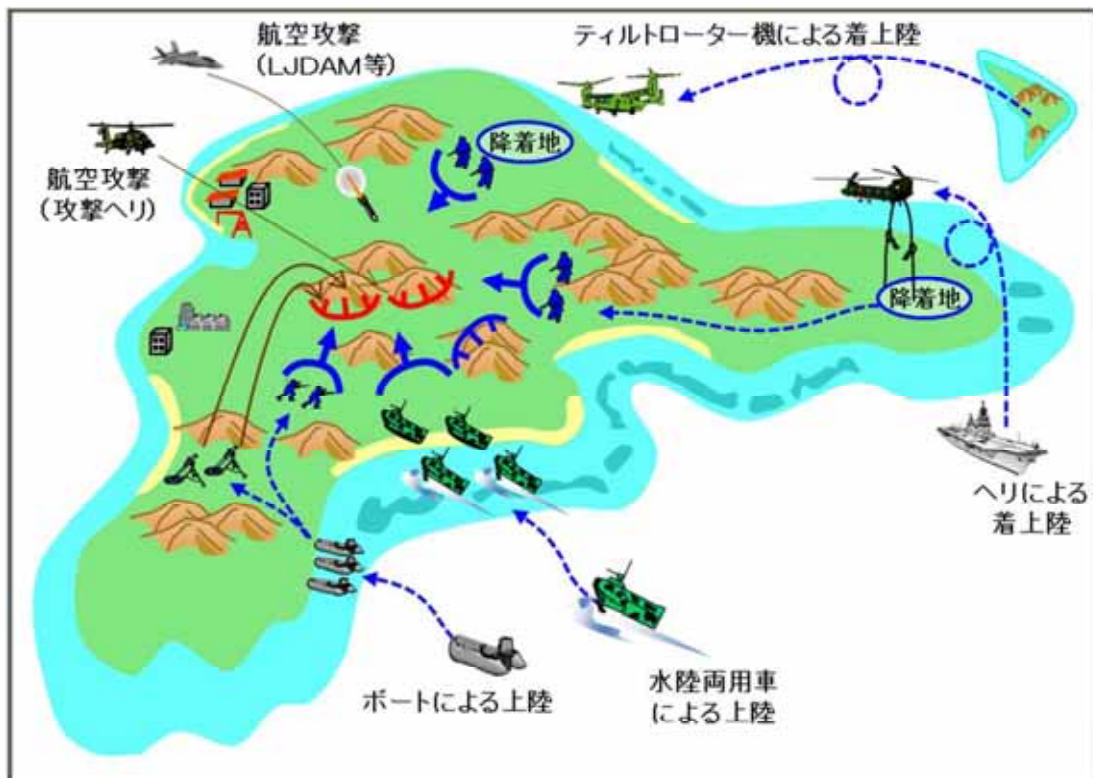 航空攻撃
(LJDAM等)
ティルトローター機による着上陸
航空攻撃
(攻撃ヘリ)
降着地
降着地
ヘリによる
着上陸
水陸両用車
による上陸
ボートによる上陸